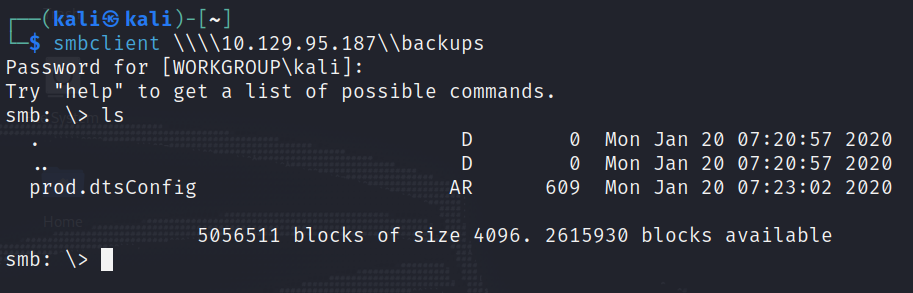 ┌──(kali㉿kali)-[~]
└─$ smbclient \\\\10.129.95.187\\backups
Password for [WORKGROUP\kali]:
Try "help" to get a list of possible commands.
smb: \> ls
  .                                   D        0  Mon Jan 20 07:20:57 2020
  ..                                  D        0  Mon Jan 20 07:20:57 2020
  prod.dtsConfig                     AR      609  Mon Jan 20 07:23:02 2020
Home
                5056511 blocks of size 4096. 2615930 blocks available
smb: \>